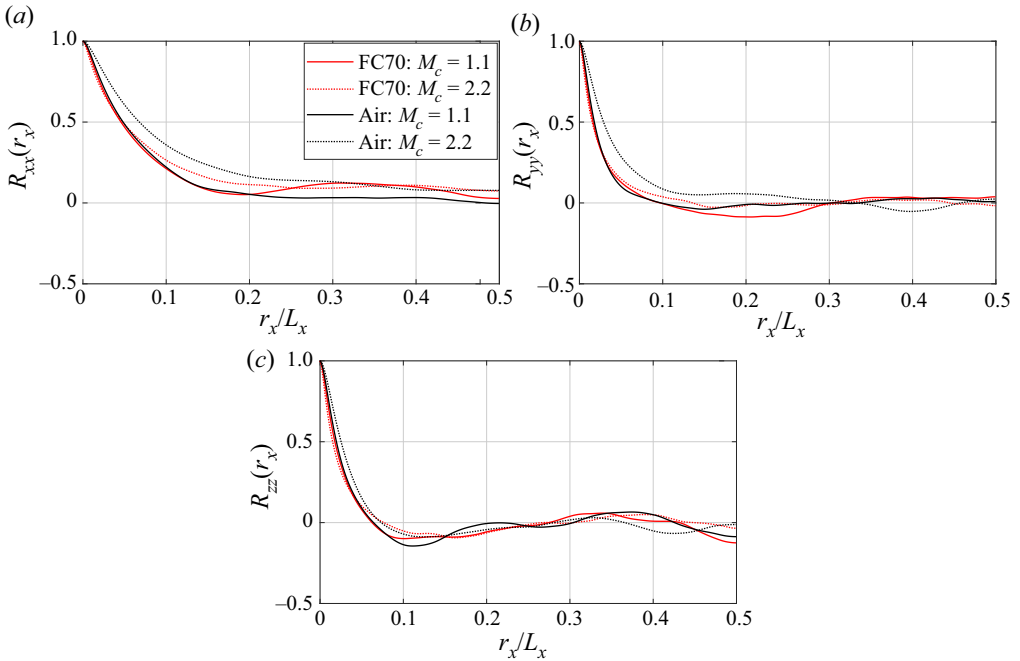 (a)
1.0
0.5
0
–0.5
R_xx(r_x)
FC70: M_c = 1.1
FC70: M_c = 2.2
Air: M_c = 1.1
Air: M_c = 2.2
0 0.1 0.2 0.3 0.4 0.5
r_x/L_x
(b)
1.0
0.5
0
–0.5
R_yy(r_x)
0 0.1 0.2 0.3 0.4 0.5
r_x/L_x
(c)
1.0
0.5
0
–0.5
R_zz(r_x)
0 0.1 0.2 0.3 0.4 0.5
r_x/L_x